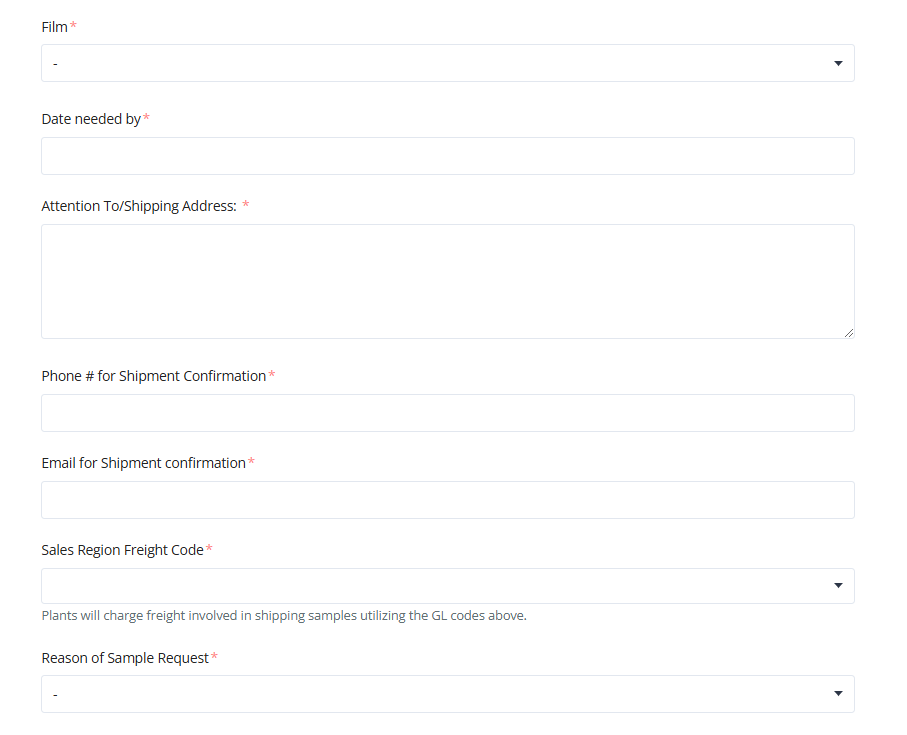 Film*
-
Date needed by*
Attention To/Shipping Address: *
Phone # for Shipment Confirmation*
Email for Shipment confirmation*
Sales Region Freight Code*
Plants will charge freight involved in shipping samples utilizing the GL codes above.
Reason of Sample Request*
-